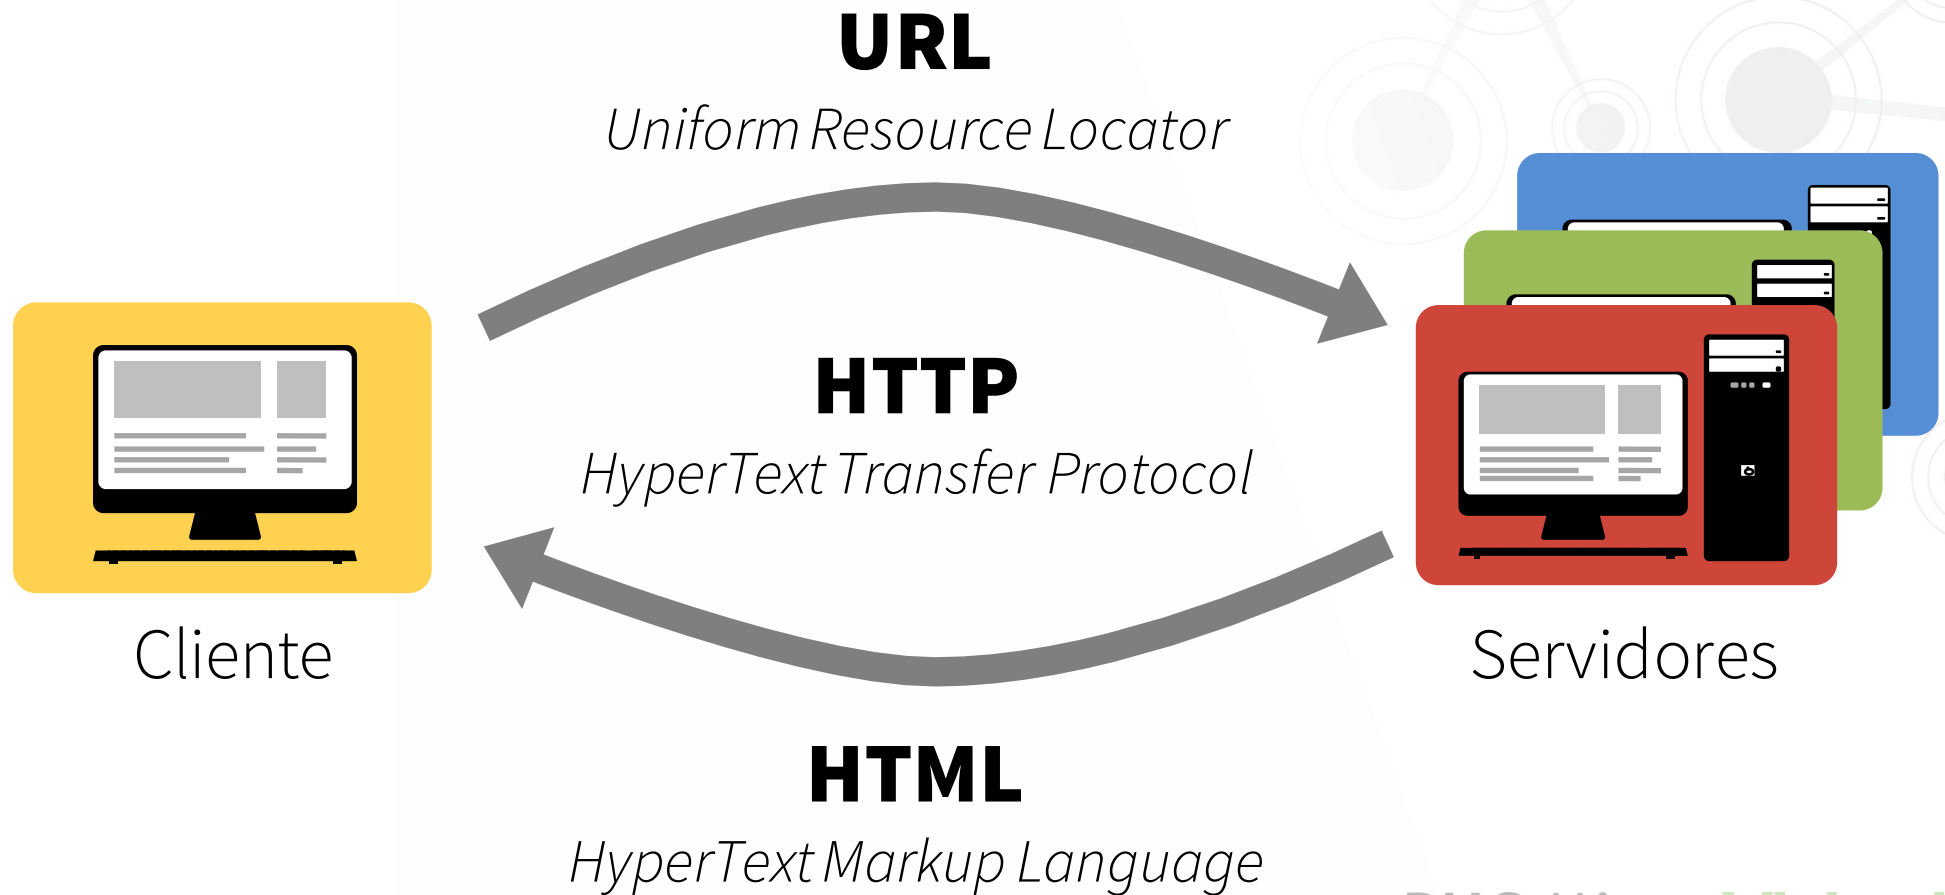 URL
Uniform Resource Locator
HTTP
HyperText Transfer Protocol
Cliente
Servidores
HTML
HyperText Markup Language